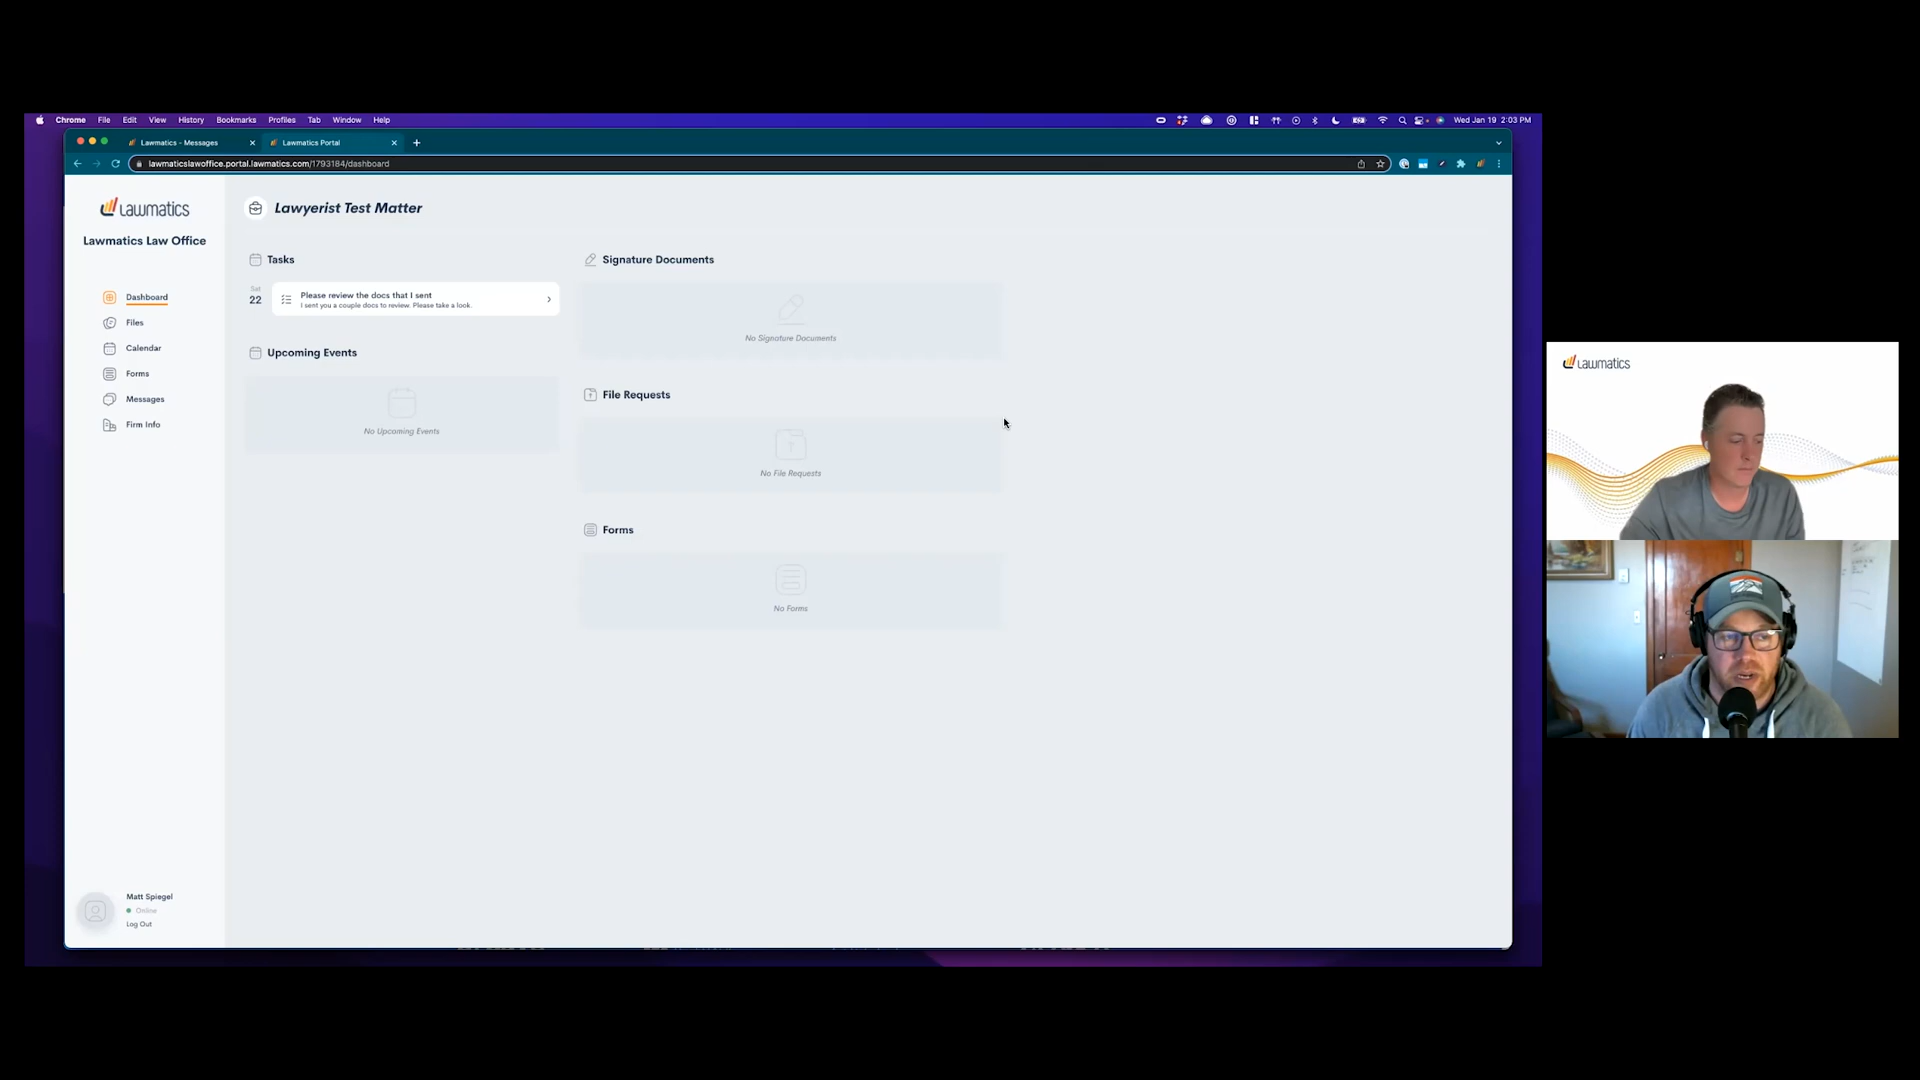 Chrome File Edit View History Bookmarks Profiles Tab Window Help
Wed Jan 19 2:03 PM
Lawmatics - Messages
Lawmatics Portal
lawmaticslawoffice.portal.lawmatics.com/1793184/dashboard
LAWMATICS
Lawmatics Law Office
Dashboard
Files
Calendar
Forms
Messages
Firm Info
Matt Spiegel
Online
Log Out
Lawyerist Test Matter
Tasks
Sat
22
Please review the docs that I sent
I sent you a couple docs to review. Please take a look.
Upcoming Events
No Upcoming Events
Signature Documents
No Signature Documents
File Requests
No File Requests
Forms
No Forms
LAWMATICS